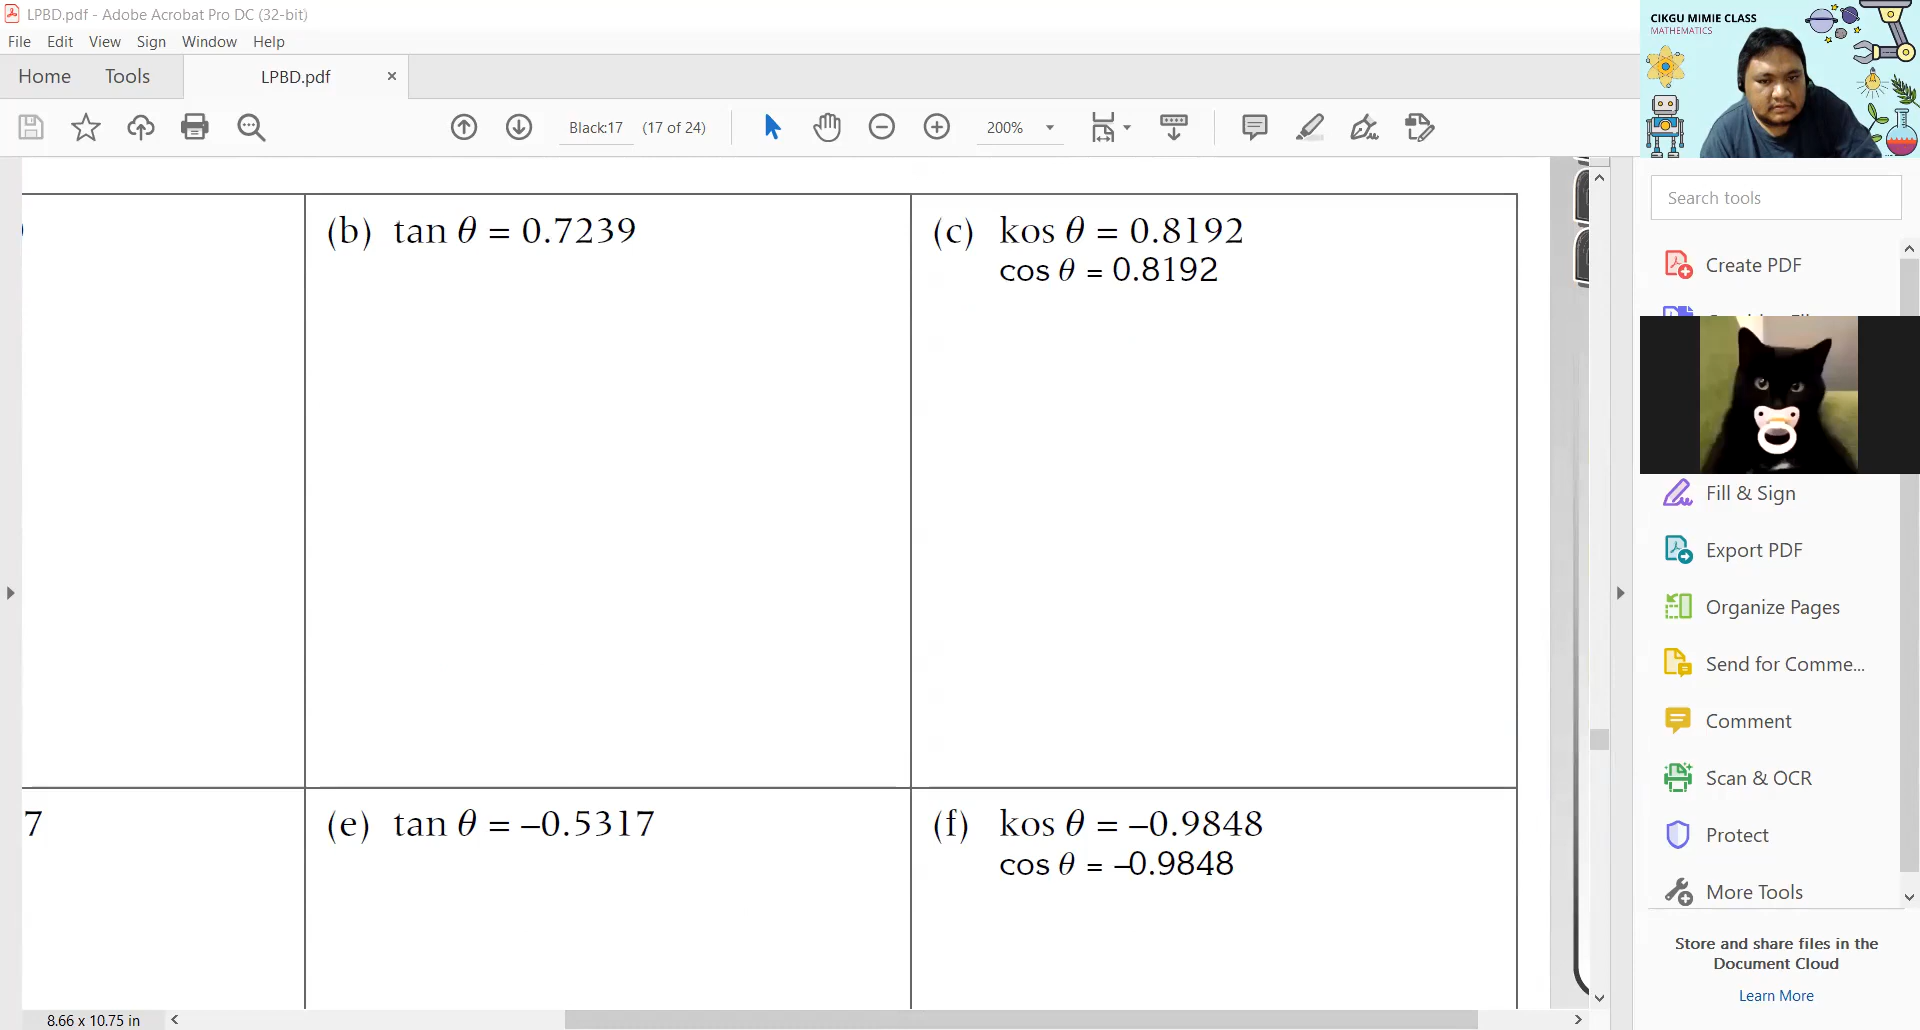 LPBD.pdf - Adobe Acrobat Pro DC (32-bit)
File Edit View Sign Window Help
Home Tools LPBD.pdf ×
Black:17 (17 of 24) 200%
CIKGU MIMIE CLASS
MATHEMATICS
(b) tan θ = 0.7239
(c) kos θ = 0.8192
cos θ = 0.8192
7
(e) tan θ = –0.5317
(f) kos θ = –0.9848
cos θ = –0.9848
8.66 x 10.75 in
Search tools
Create PDF
Fill & Sign
Export PDF
Organize Pages
Send for Comme...
Comment
Scan & OCR
Protect
More Tools
Store and share files in the
Document Cloud
Learn More